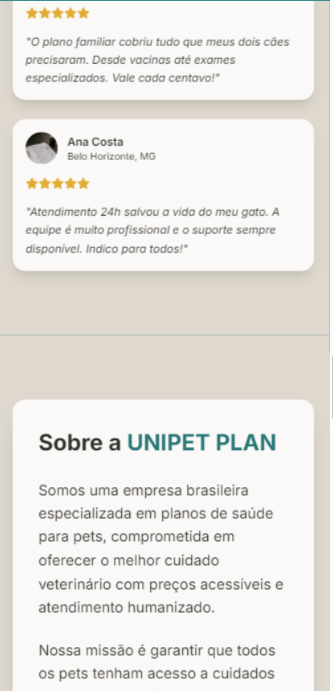 "O plano familiar cobriu tudo que meus dois cães
precisaram. Desde vacinas até exames
especializados. Vale cada centavo!"
Ana Costa
Belo Horizonte, MG
"Atendimento 24h salvou a vida do meu gato. A
equipe é muito profissional e o suporte sempre
disponível. Indico para todos!"
Sobre a UNIPET PLAN
Somos uma empresa brasileira
especializada em planos de saúde
para pets, comprometida em
oferecer o melhor cuidado
veterinário com preços acessíveis e
atendimento humanizado.
Nossa missão é garantir que todos
os pets tenham acesso a cuidados